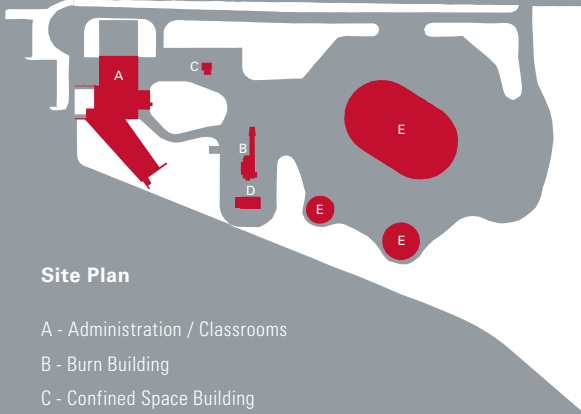 A
C
E
B
D
E
E
Site Plan
A - Administration / Classrooms
B - Burn Building
C - Confined Space Building